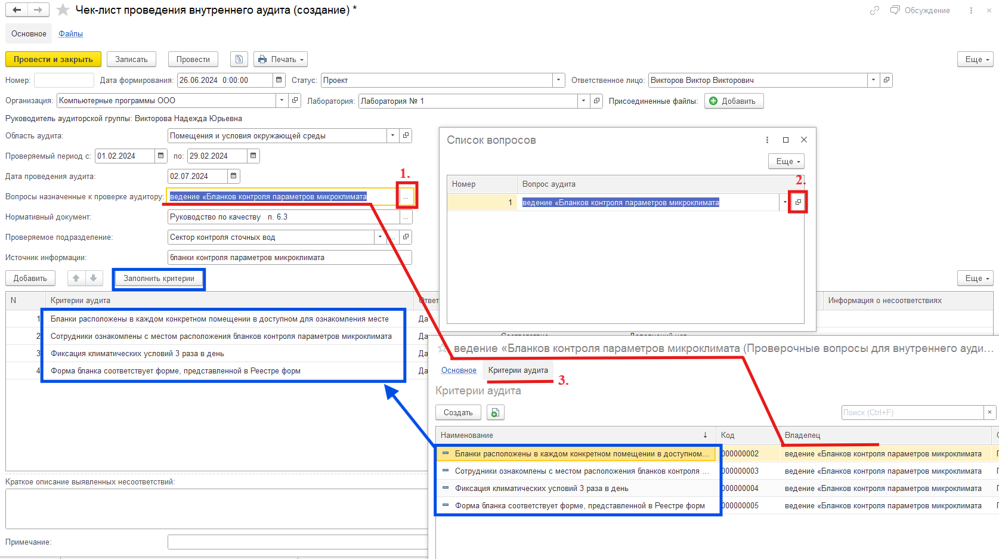 Чек-лист проведения внутреннего аудита (создание) *
Обсуждение
Основное Файлы
Провести и закрыть Записать Провести Печать Еще
Номер: Дата формирования: 26.06.2024 0:00:00 Статус: Проект Ответственное лицо: Викторов Виктор Викторович
Организация: Компьютерные программы ООО Лаборатория: Лаборатория № 1 Присоединенные файлы: Добавить
Руководитель аудиторской группы: Викторова Надежда Юрьевна
Область аудита: Помещения и условия окружающей среды
Проверяемый период с: 01.02.2024 по: 29.02.2024
Дата проведения аудита: 02.07.2024
1.
Вопросы назначенные к проверке аудитору: ведение «Бланков контроля параметров микроклимата ...
Нормативный документ: Руководство по качеству п. 6.3 ...
Проверяемое подразделение: Сектор контроля сточных вод ...
Источник информации: бланки контроля параметров микроклимата
Добавить Заполнить критерии Еще
N Критерии аудита Ответ Информация о несоответствиях
1 Бланки расположены в каждом конкретном помещении в доступном для ознакомления месте Да
2 Сотрудники ознакомлены с местом расположения бланков контроля параметров микроклимата Да Соответствие Дополнений нет
3 Фиксация климатических условий 3 раза в день Да
4 Форма бланка соответствует форме, представленной в Реестре форм Да
Краткое описание выявленных несоответствий:
Примечание:
Список вопросов
Еще
2.
Номер Вопрос аудита
1 ведение «Бланков контроля параметров микроклимата
ведение «Бланков контроля параметров микроклимата (Проверочные вопросы для внутреннего ауди...
Основное Критерии аудита
3.
Критерии аудита
Создать Поиск (Ctrl+F) ×
Наименование ↓ Код Владелец
Бланки расположены в каждом конкретном помещении в доступном... 000000002 ведение «Бланков контроля параметров микроклимата
Сотрудники ознакомлены с местом расположения бланков контроля ... 000000003 ведение «Бланков контроля параметров микроклимата
Фиксация климатических условий 3 раза в день 000000004 ведение «Бланков контроля параметров микроклимата
Форма бланка соответствует форме, представленной в Реестре форм 000000005 ведение «Бланков контроля параметров микроклимата